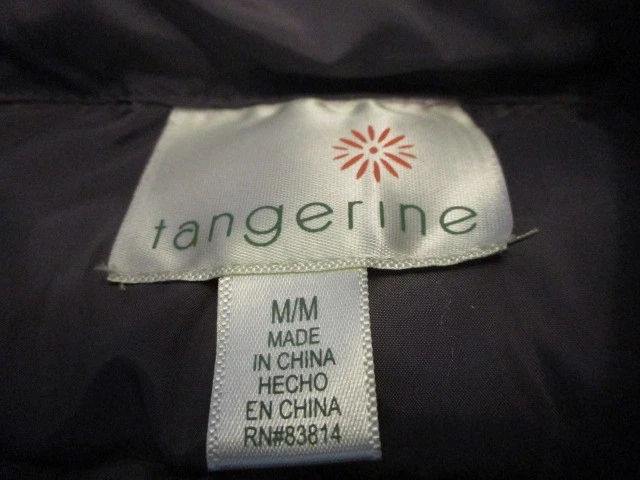 tangerine
M/M
MADE
IN CHINA
HECHO
EN CHINA
RN#83814